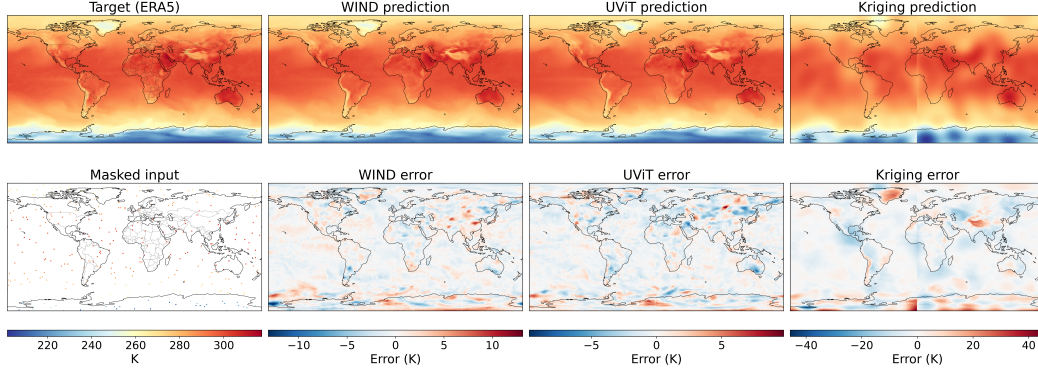 Target (ERA5)
WIND prediction
UViT prediction
Kriging prediction
Masked input
WIND error
UViT error
Kriging error
220 240 260 280 300
K
−10 −5 0 5 10
Error (K)
−5 0 5
Error (K)
−40 −20 0 20 40
Error (K)